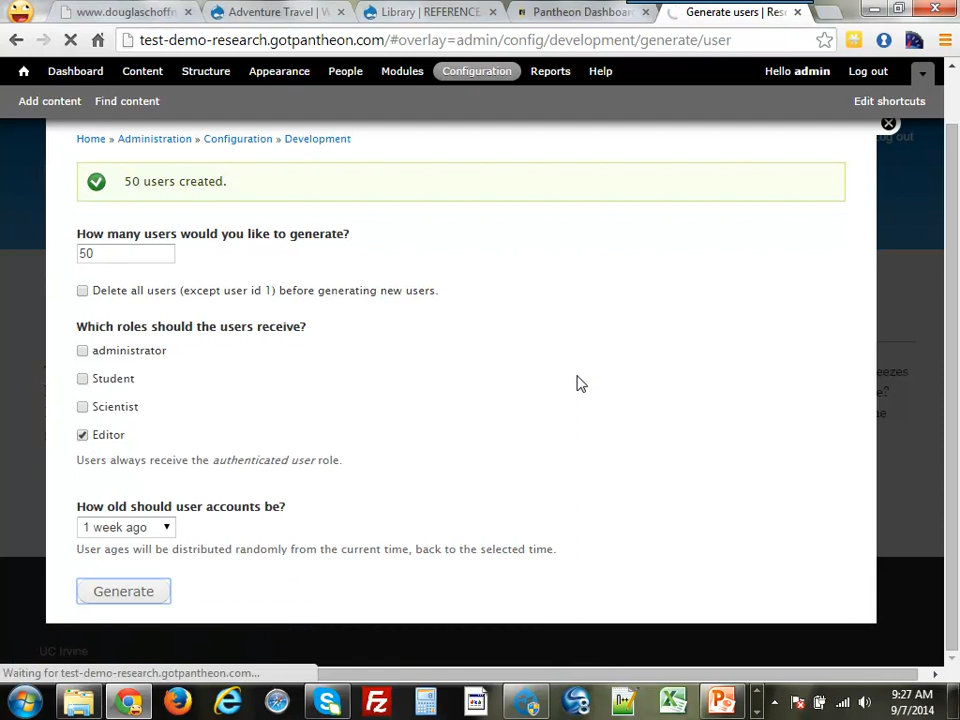 www.douglaschoffn
Adventure Travel | W
Library | REFERENCE
Pantheon Dashboard
Generate users | Res
test-demo-research.gotpantheon.com/#overlay=admin/config/development/generate/user
Dashboard Content Structure Appearance People Modules Configuration Reports Help Hello admin Log out
Add content Find content Edit shortcuts
Log out
Home » Administration » Configuration » Development
50 users created.
How many users would you like to generate?
50
Delete all users (except user id 1) before generating new users.
Which roles should the users receive?
administrator
Student
eezes
Scientist
Editor
Users always receive the authenticated user role.
How old should user accounts be?
1 week ago
User ages will be distributed randomly from the current time, back to the selected time.
Generate
UC Irvine
Waiting for test-demo-research.gotpantheon.com...
9:27 AM
9/7/2014